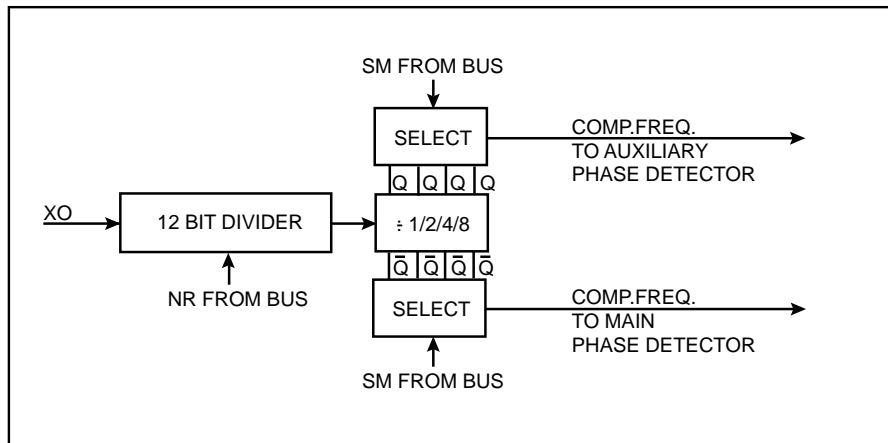 SM FROM BUS
SELECT
COMP.FREQ.
TO AUXILIARY
PHASE DETECTOR
Q Q Q Q
XO
12 BIT DIVIDER
÷ 1/2/4/8
NR FROM BUS
Q̄ Q̄ Q̄ Q̄
SELECT
COMP.FREQ.
TO MAIN
PHASE DETECTOR
SM FROM BUS